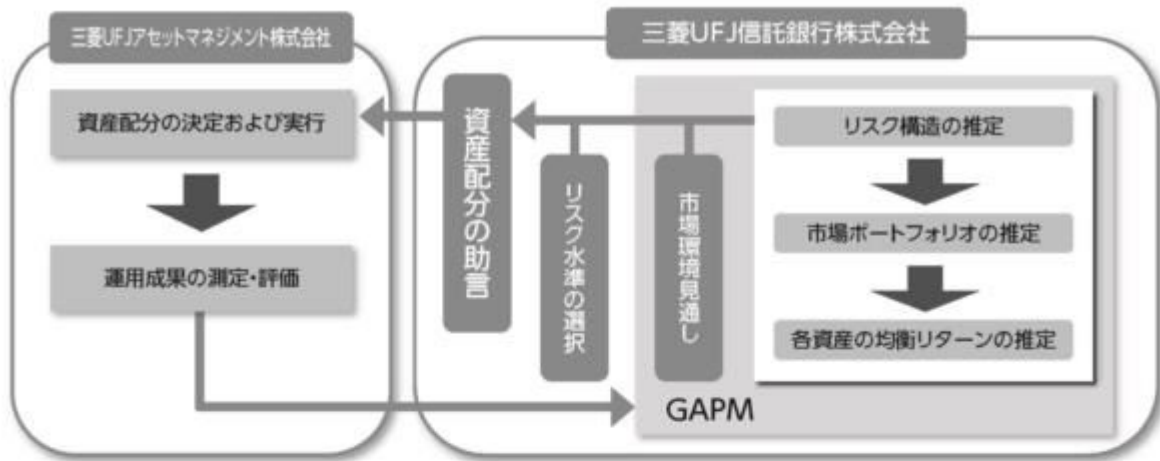 三菱UFJアセットマネジメント株式会社
資産配分の決定および実行
運用成果の測定・評価
三菱UFJ信託銀行株式会社
資産配分の助言
リスク水準の選択
市場環境見通し
リスク構造の推定
市場ポートフォリオの推定
各資産の均衡リターンの推定
GAPM